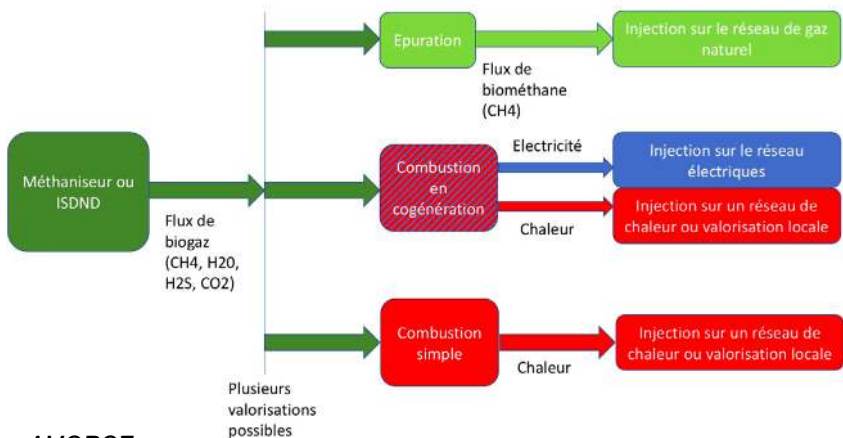 Epuration
Injection sur le réseau de gaz
naturel
Flux de
biométhane
(CH4)
Méthaniseur ou
ISDND
Flux de
biogaz
(CH4, H20,
H2S, CO2)
Combustion
en
cogénération
Electricité
Injection sur le réseau
électriques
Chaleur
Injection sur un réseau de
chaleur ou valorisation locale
Combustion
simple
Chaleur
Injection sur un réseau de
chaleur ou valorisation locale
Plusieurs
valorisations
possibles